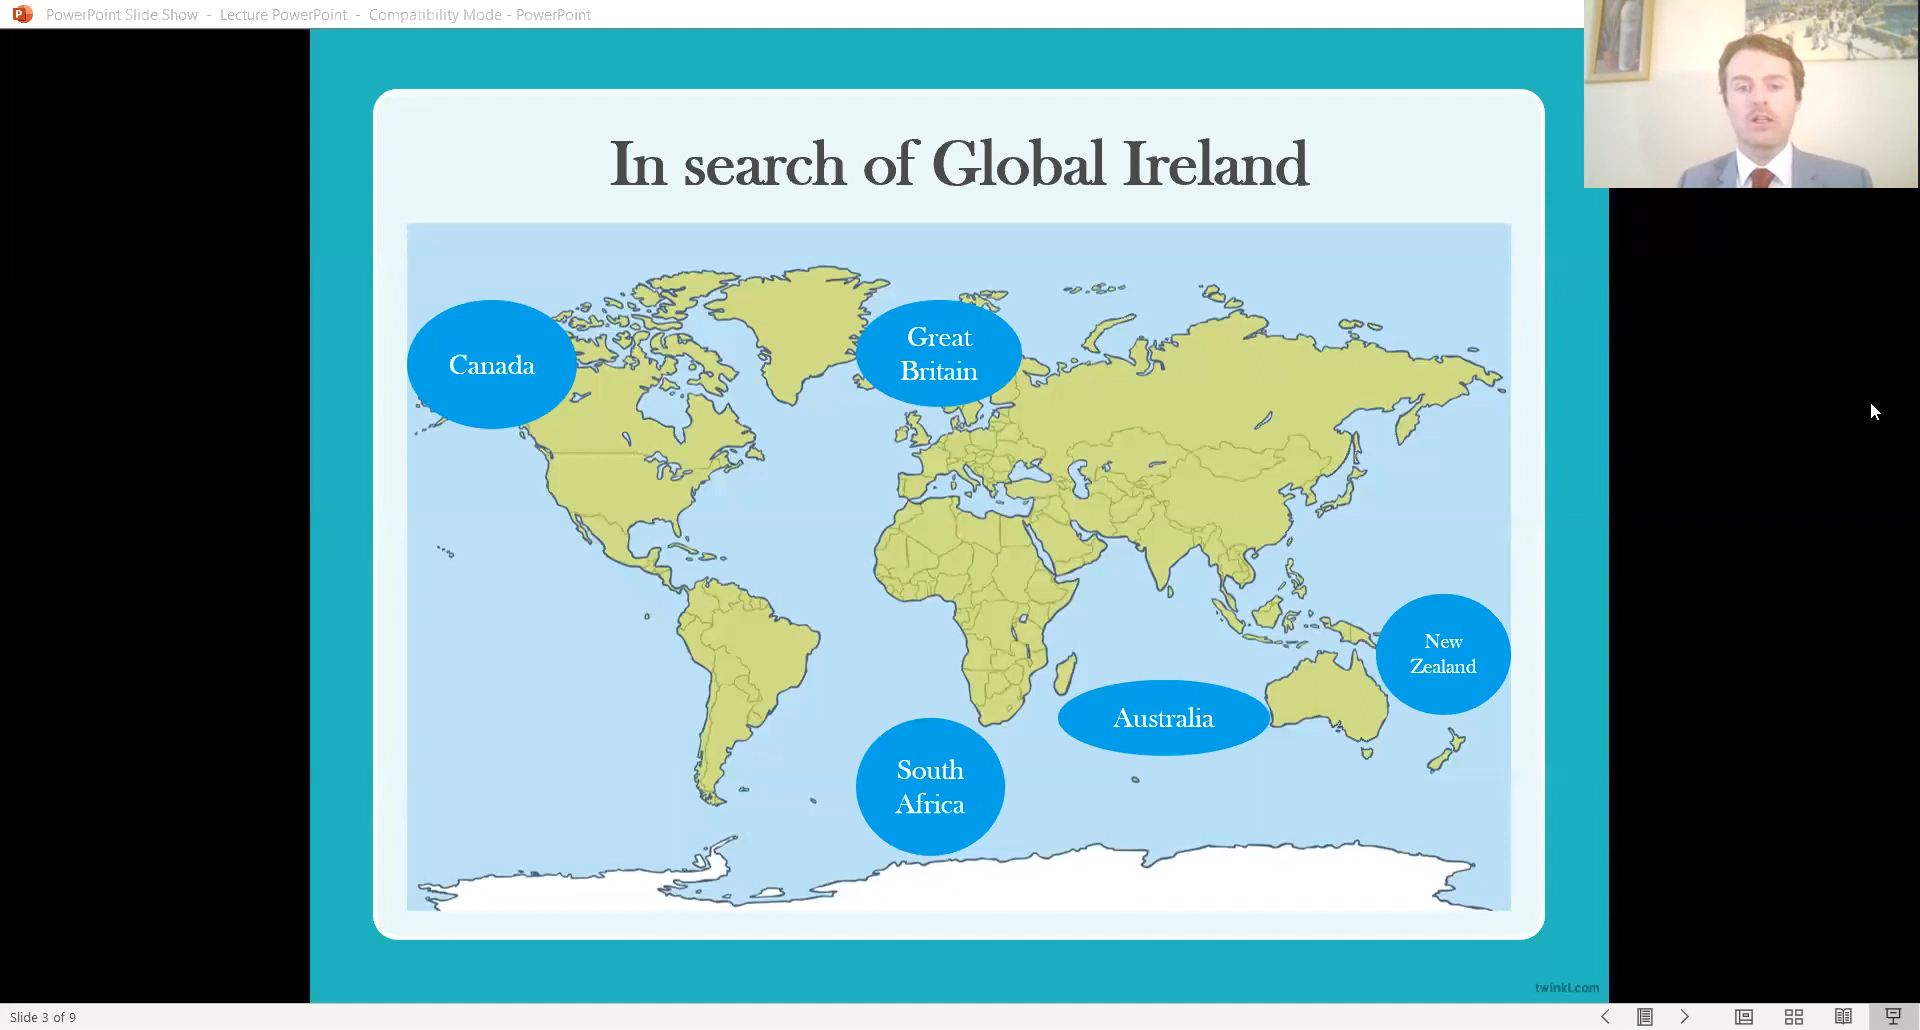 PowerPoint Slide Show - Lecture PowerPoint - Compatibility Mode - PowerPoint
In search of Global Ireland
Canada
Great
Britain
New
Zealand
Australia
South
Africa
twinkl.com
Slide 3 of 9